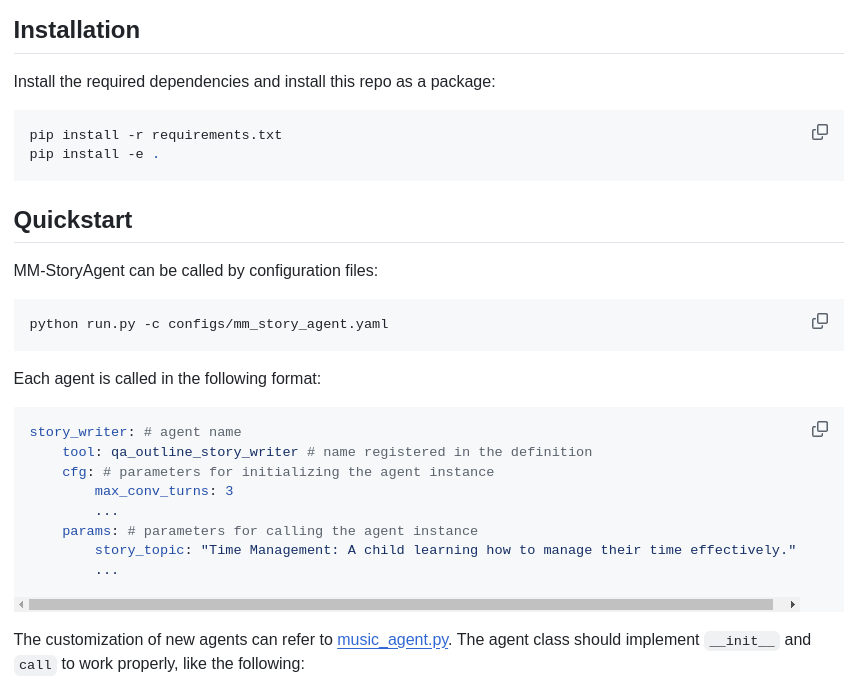 Installation
Install the required dependencies and install this repo as a package:
pip install -r requirements.txt
pip install -e .
Quickstart
MM-StoryAgent can be called by configuration files:
python run.py -c configs/mm_story_agent.yaml
Each agent is called in the following format:
story_writer: # agent name
    tool: qa_outline_story_writer # name registered in the definition
    cfg: # parameters for initializing the agent instance
        max_conv_turns: 3
        ...
    params: # parameters for calling the agent instance
        story_topic: "Time Management: A child learning how to manage their time effectively."
        ...
The customization of new agents can refer to music_agent.py. The agent class should implement __init__ and
call to work properly, like the following: